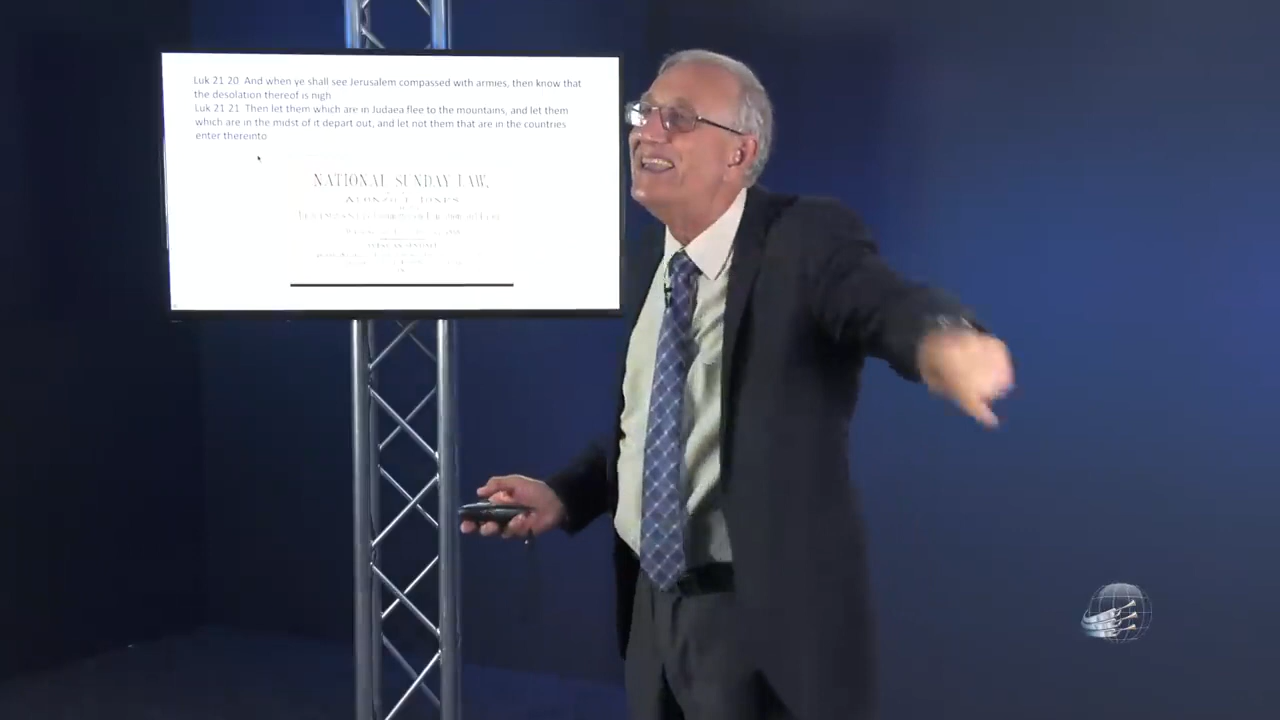 Luk 21 20 And when ye shall see Jerusalem compassed with armies, then know that
the desolation thereof is nigh
Luk 21 21 Then let them which are in Judaea flee to the mountains, and let them
which are in the midst of it depart out, and let not them that are in the countries
enter thereinto
NATIONAL SUNDAY LAW,
ALONZO T. JONES